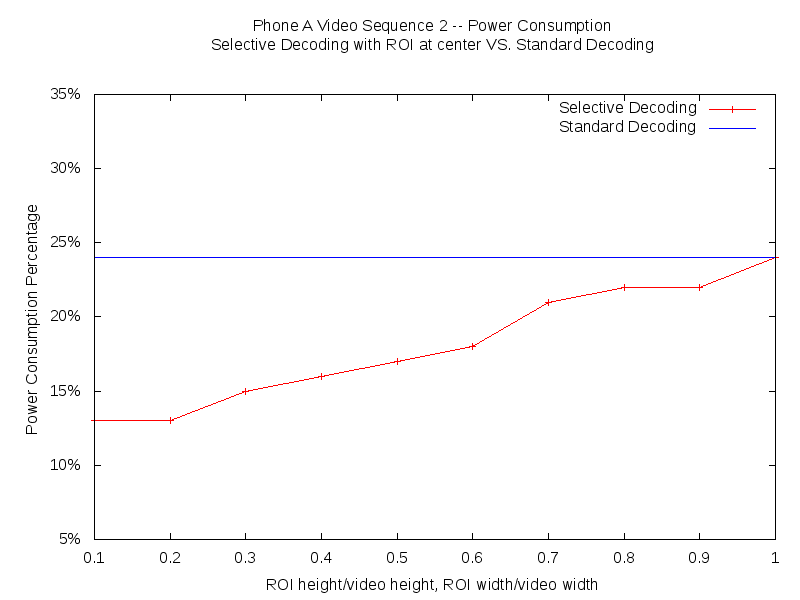 Phone A Video Sequence 2 -- Power Consumption
Selective Decoding with ROI at center VS. Standard Decoding
Selective Decoding
Standard Decoding
35%
30%
25%
20%
15%
10%
5%
Power Consumption Percentage
0.1 0.2 0.3 0.4 0.5 0.6 0.7 0.8 0.9 1
ROI height/video height, ROI width/video width